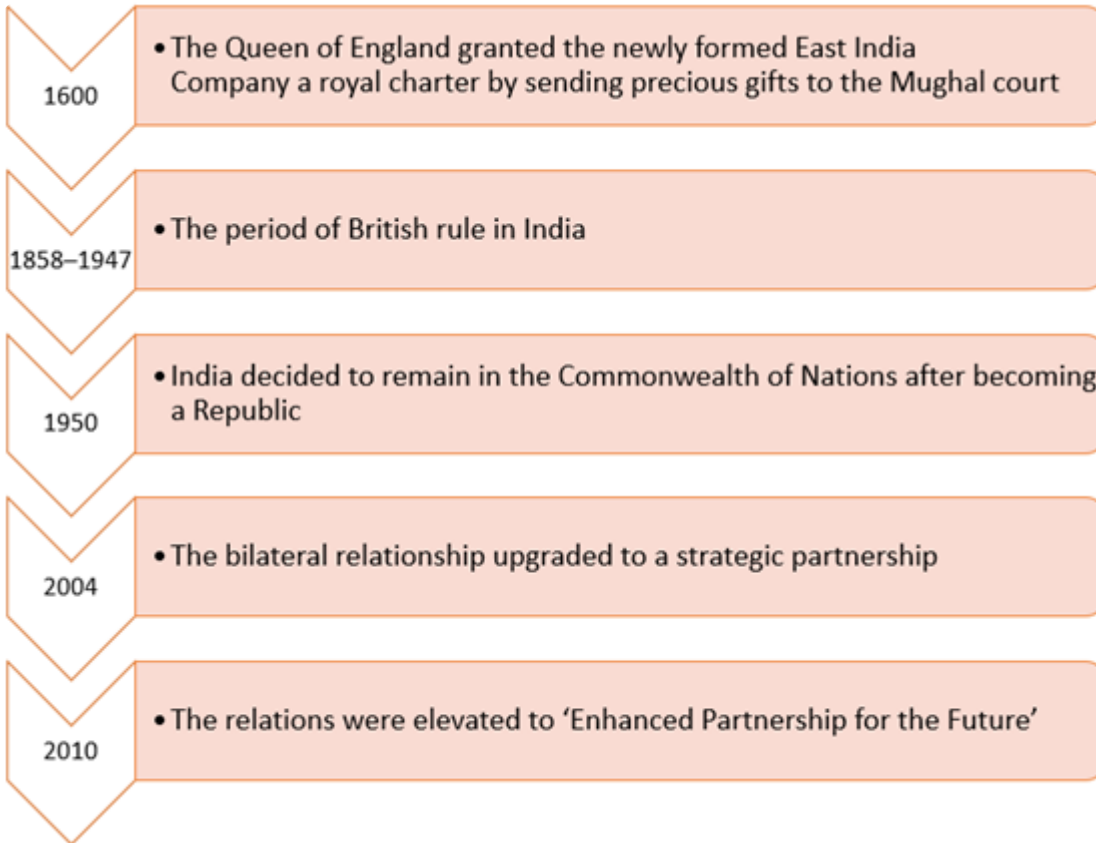 1600
• The Queen of England granted the newly formed East India
Company a royal charter by sending precious gifts to the Mughal court
1858–1947
• The period of British rule in India
1950
• India decided to remain in the Commonwealth of Nations after becoming
a Republic
2004
• The bilateral relationship upgraded to a strategic partnership
2010
• The relations were elevated to ‘Enhanced Partnership for the Future’